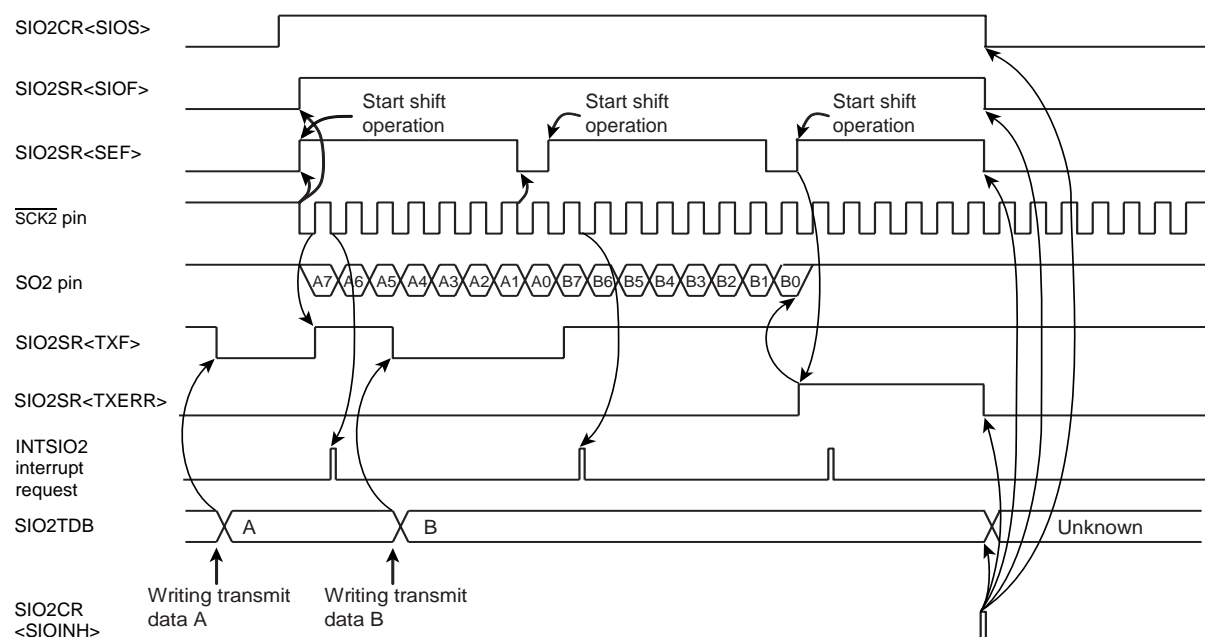 SIO2CR<SIOS>
SIO2SR<SIOF>
Start shift
operation
Start shift
operation
Start shift
operation
SIO2SR<SEF>
SCK2 pin
SO2 pin
A7 A6 A5 A4 A3 A2 A1 A0 B7 B6 B5 B4 B3 B2 B1 B0
SIO2SR<TXF>
SIO2SR<TXERR>
INTSIO2
interrupt
request
SIO2TDB
A
B
Unknown
Writing transmit
data A
Writing transmit
data B
SIO2CR
<SIOINH>